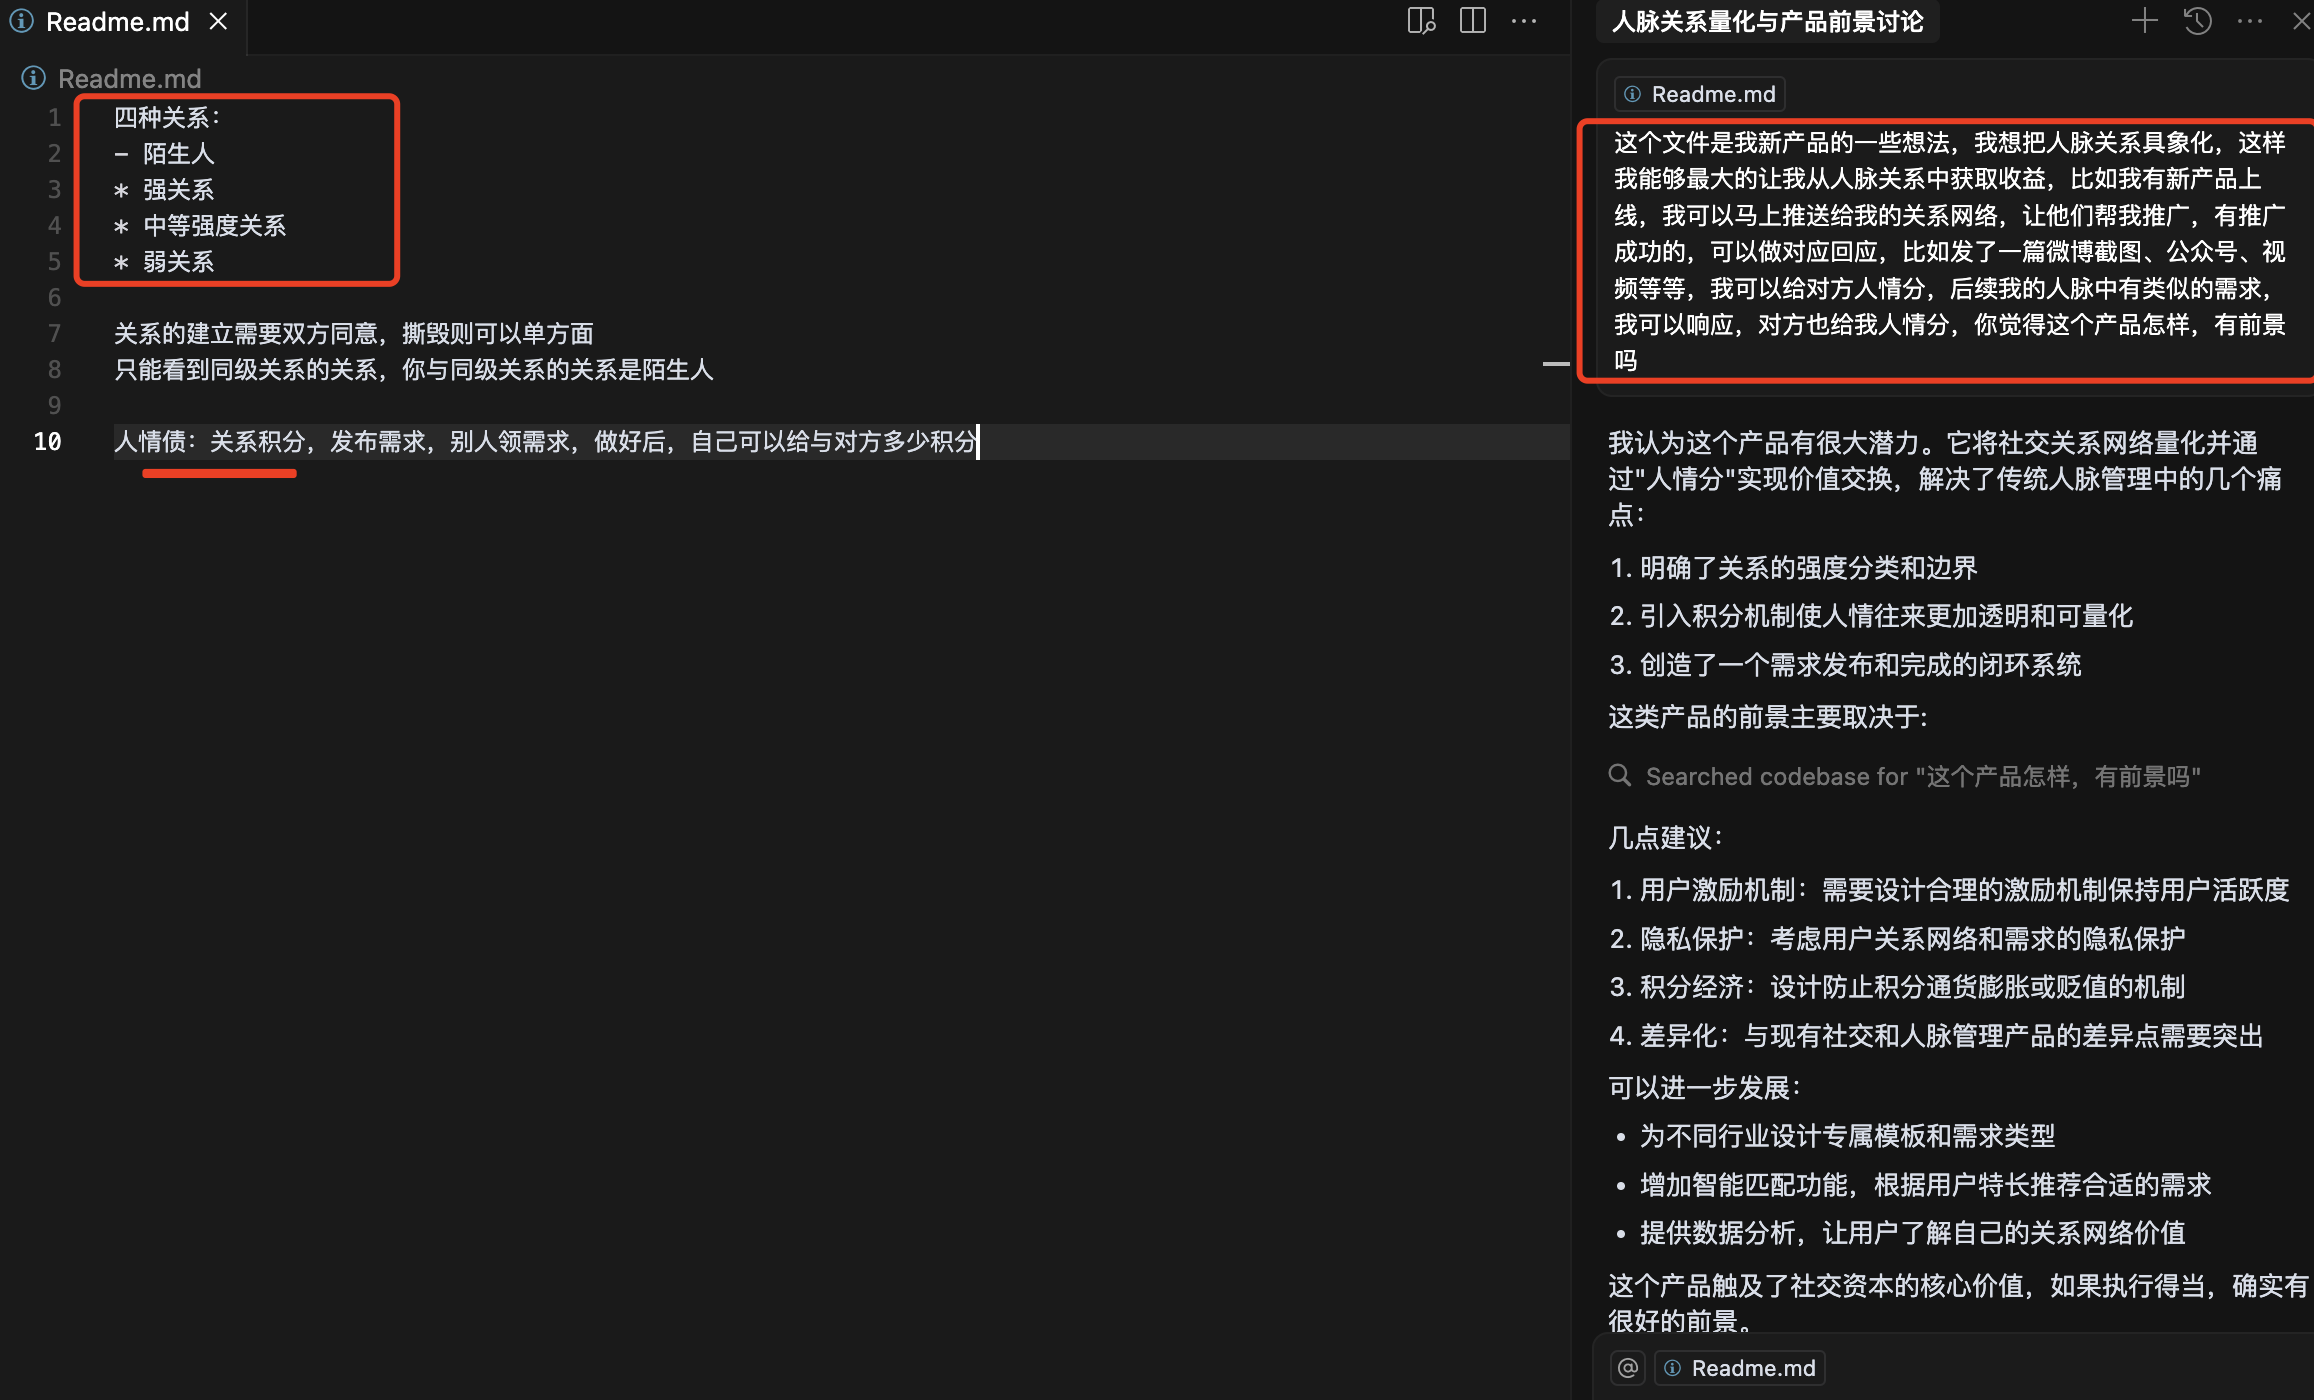 Readme.md
Readme.md
1 四种关系：
2 - 陌生人
3 * 强关系
4 * 中等强度关系
5 * 弱关系
6
7 关系的建立需要双方同意，撕毁则可以单方面
8 只能看到同级关系的关系，你与同级关系的关系是陌生人
9
10 人情债：关系积分，发布需求，别人领需求，做好后，自己可以给与对方多少积分
人脉关系量化与产品前景讨论
Readme.md
这个文件是我新产品的一些想法，我想把人脉关系具象化，这样
我能够最大的让我从人脉关系中获取收益，比如我有新产品上
线，我可以马上推送给我的关系网络，让他们帮我推广，有推广
成功的，可以做对应回应，比如发了一篇微博截图、公众号、视
频等等，我可以给对方人情分，后续我的人脉中有类似的需求，
我可以响应，对方也给我人情分，你觉得这个产品怎样，有前景
吗
我认为这个产品有很大潜力。它将社交关系网络量化并通
过"人情分"实现价值交换，解决了传统人脉管理中的几个痛
点：
1. 明确了关系的强度分类和边界
2. 引入积分机制使人情往来更加透明和可量化
3. 创造了一个需求发布和完成的闭环系统
这类产品的前景主要取决于:
Searched codebase for "这个产品怎样，有前景吗"
几点建议：
1. 用户激励机制：需要设计合理的激励机制保持用户活跃度
2. 隐私保护：考虑用户关系网络和需求的隐私保护
3. 积分经济：设计防止积分通货膨胀或贬值的机制
4. 差异化：与现有社交和人脉管理产品的差异点需要突出
可以进一步发展：
• 为不同行业设计专属模板和需求类型
• 增加智能匹配功能，根据用户特长推荐合适的需求
• 提供数据分析，让用户了解自己的关系网络价值
这个产品触及了社交资本的核心价值，如果执行得当，确实有
很好的前景。
@ Readme.md